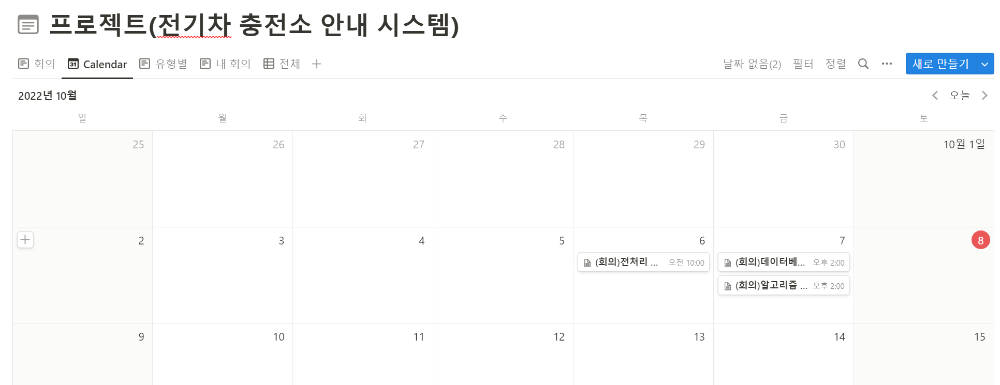 프로젝트(전기차 충전소 안내 시스템)
회의 Calendar 유형별 내 회의 전체 날짜 없음(2) 필터 정렬 새로 만들기
2022년 10월 오늘
일 월 화 수 목 금 토
25 26 27 28 29 30 10월 1일
2 3 4 5 6 7 8
(회의)전처리 ... 오전 10:00 (회의)데이터베... 오후 2:00
(회의)알고리즘 ... 오후 2:00
9 10 11 12 13 14 15